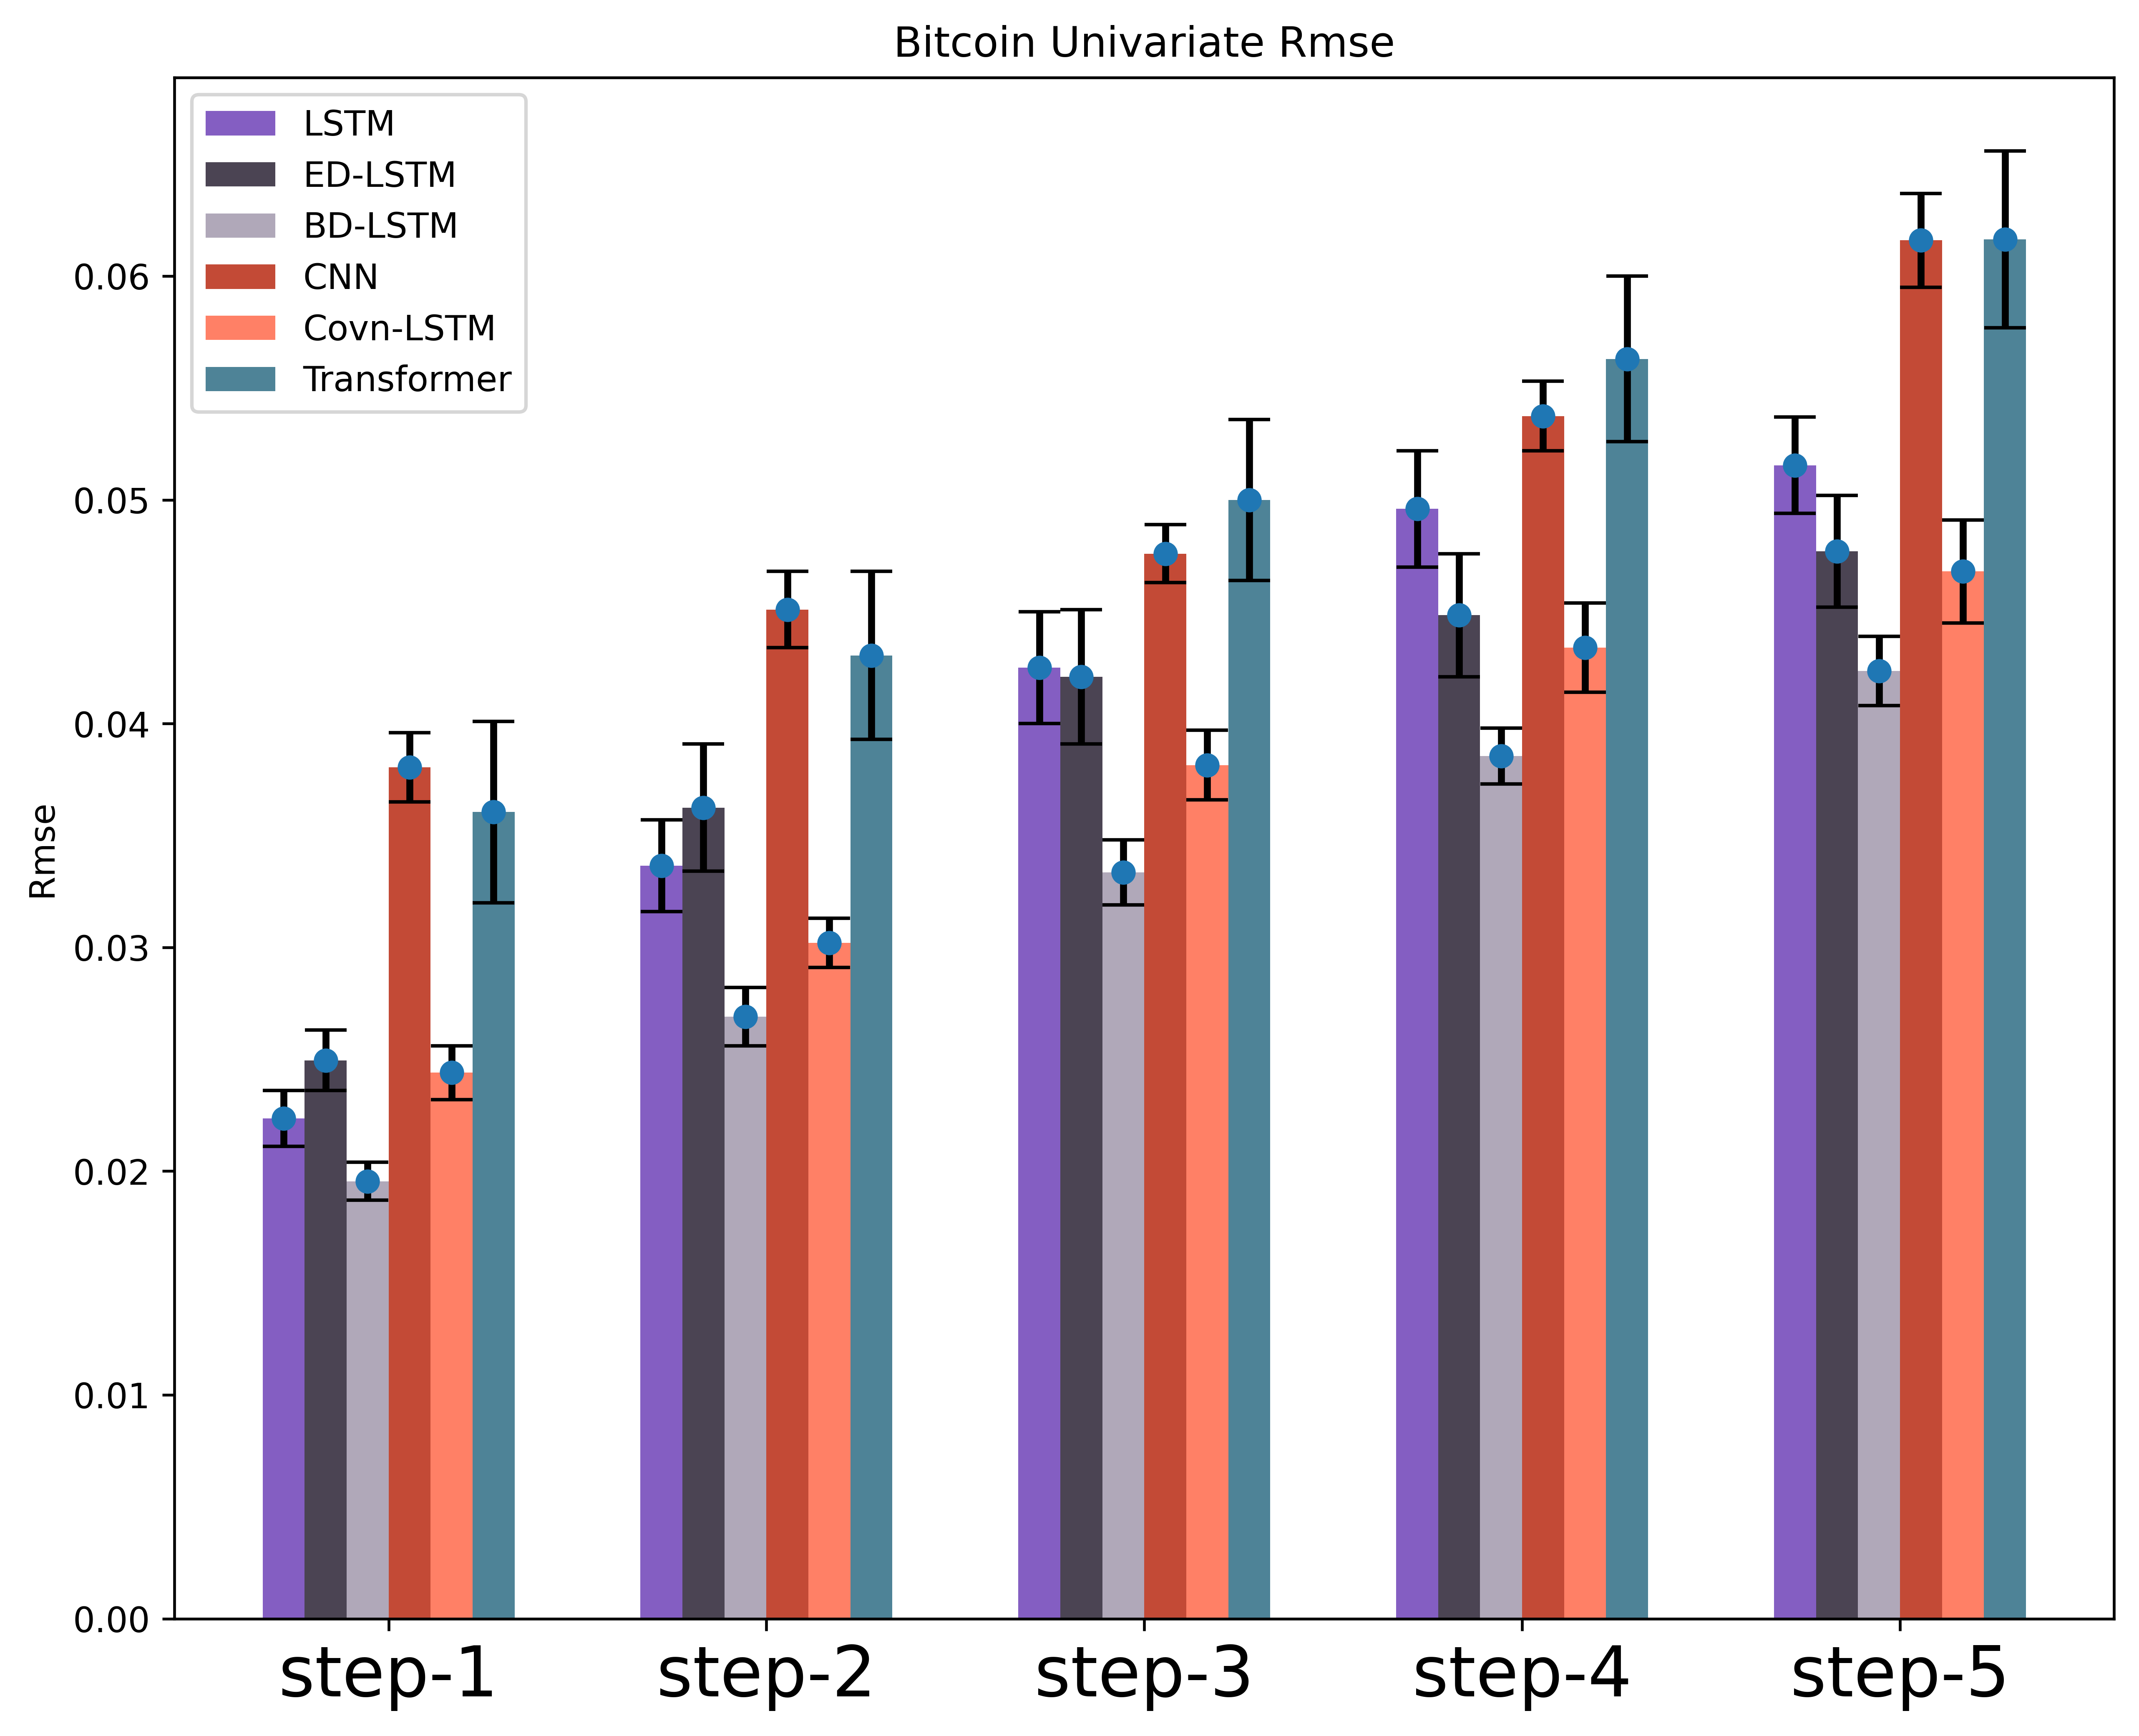 Bitcoin Univariate Rmse
LSTM
ED-LSTM
BD-LSTM
CNN
Covn-LSTM
Transformer
Rmse
0.06
0.05
0.04
0.03
0.02
0.01
0.00
step-1 step-2 step-3 step-4 step-5